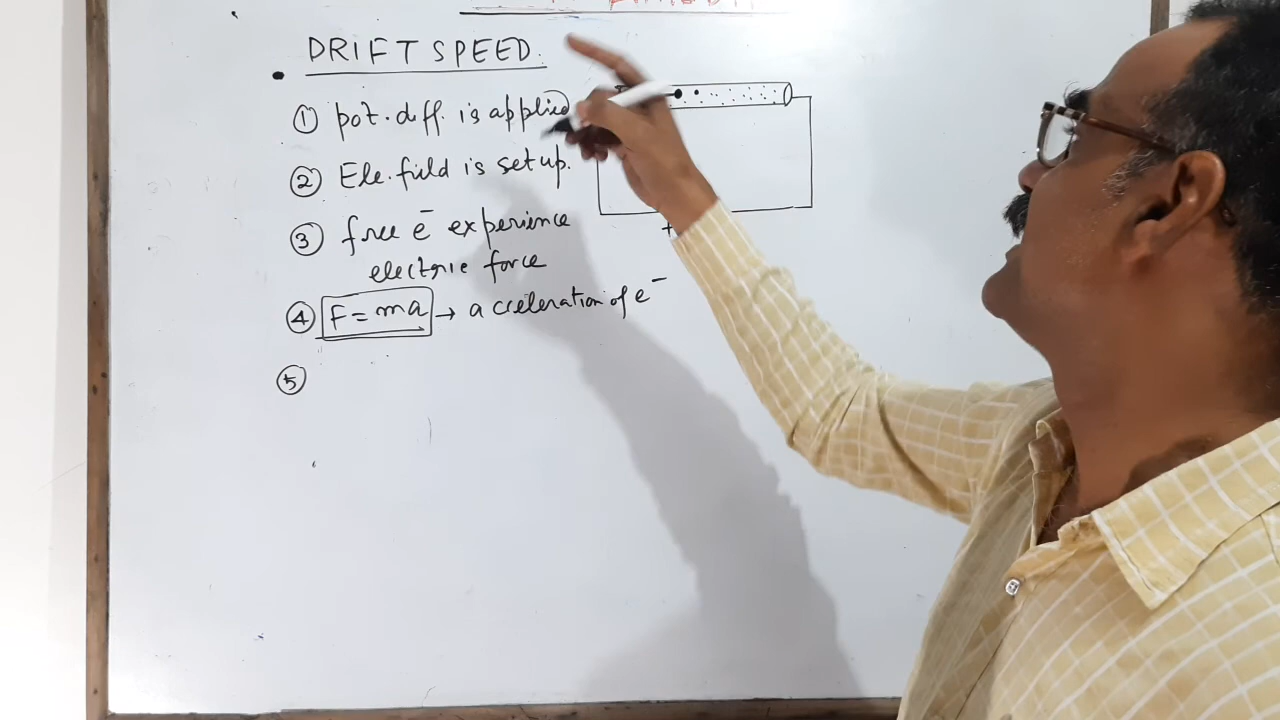 DRIFT SPEED.
① pot. diff. is applied
② Ele. field is set up.
③ free e⁻ experience
electric force
④ F = ma → a ccleration of e⁻
+
⑤